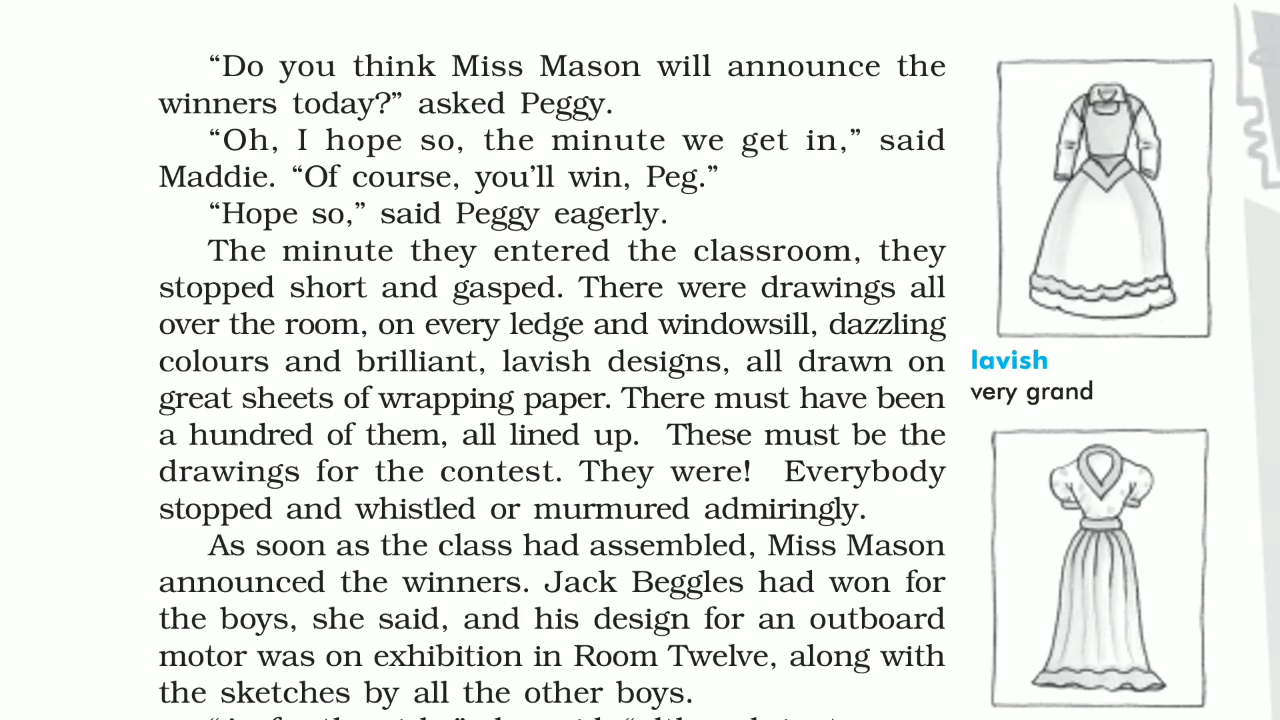 “Do you think Miss Mason will announce the
winners today?” asked Peggy.
“Oh, I hope so, the minute we get in,” said
Maddie. “Of course, you’ll win, Peg.”
“Hope so,” said Peggy eagerly.
The minute they entered the classroom, they
stopped short and gasped. There were drawings all
over the room, on every ledge and windowsill, dazzling
colours and brilliant, lavish designs, all drawn on
great sheets of wrapping paper. There must have been
a hundred of them, all lined up. These must be the
drawings for the contest. They were! Everybody
stopped and whistled or murmured admiringly.
As soon as the class had assembled, Miss Mason
announced the winners. Jack Beggles had won for
the boys, she said, and his design for an outboard
motor was on exhibition in Room Twelve, along with
the sketches by all the other boys.
lavish
very grand